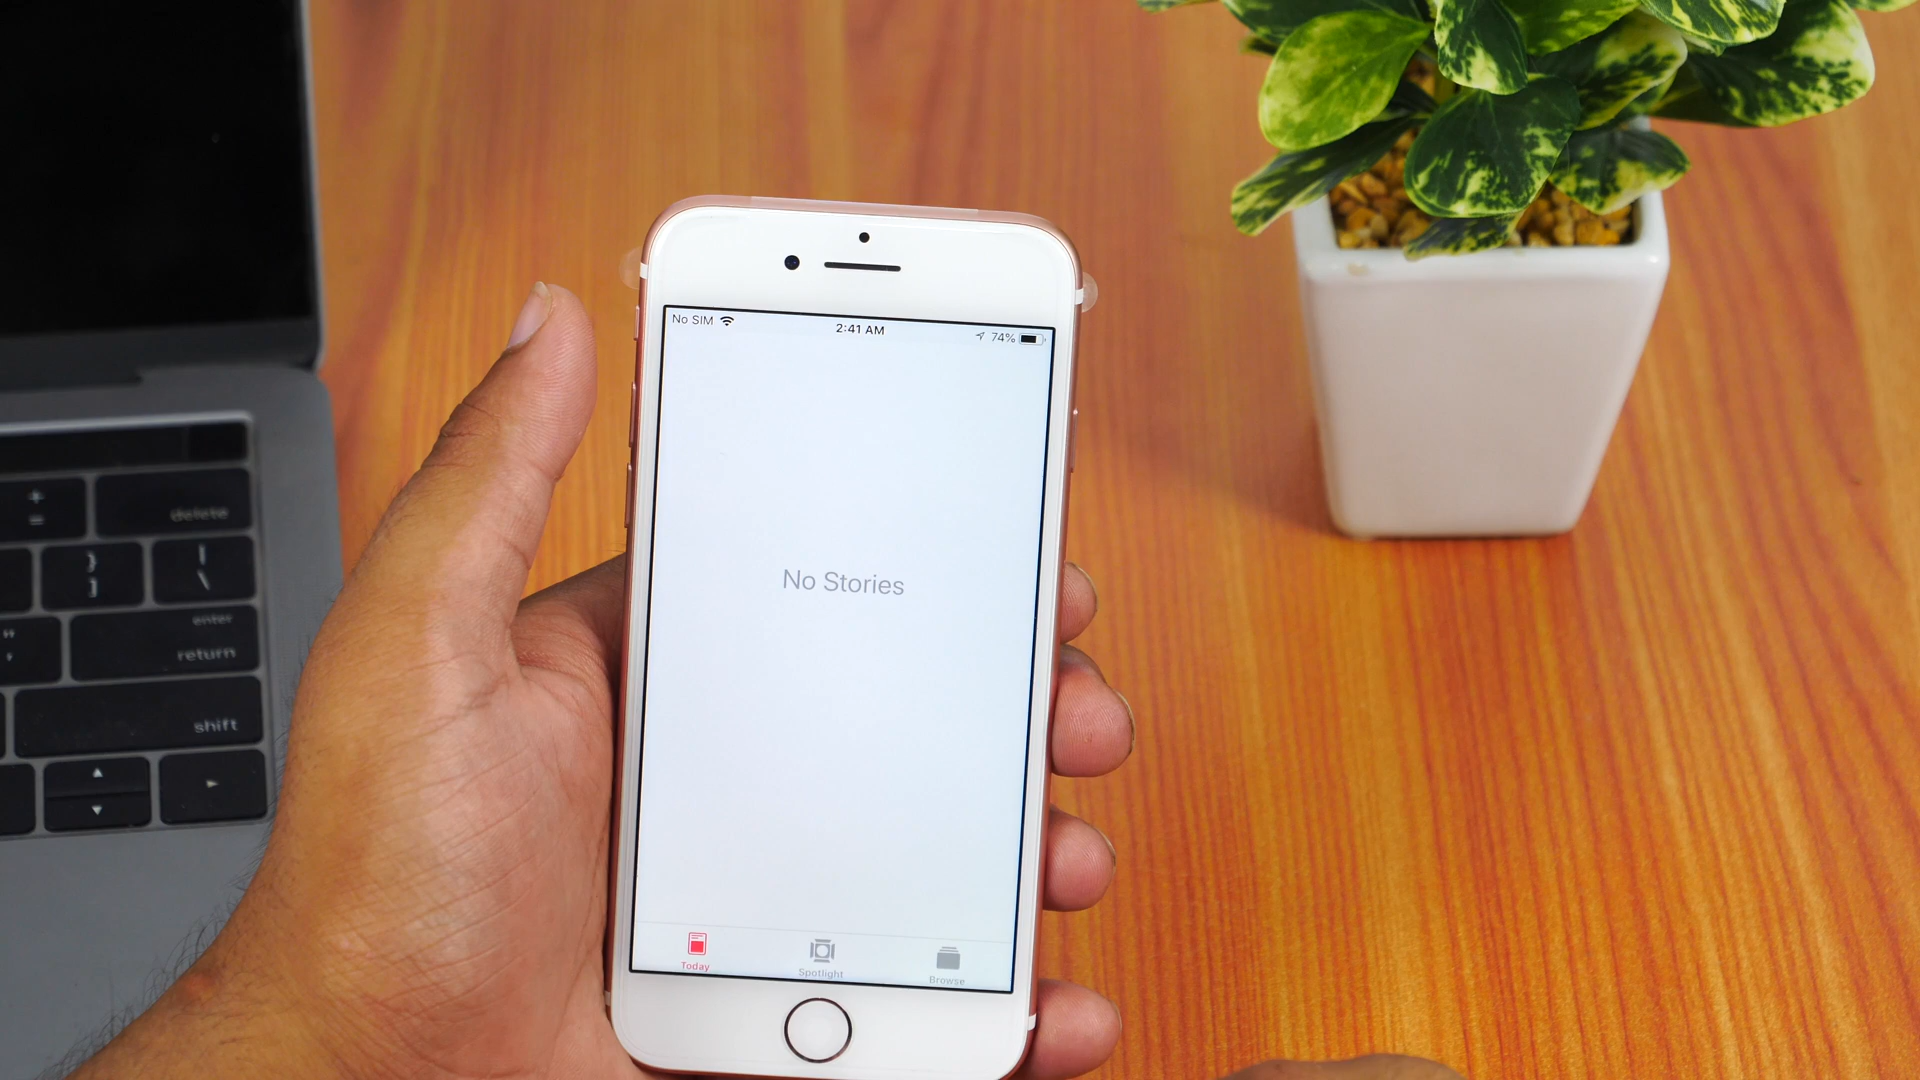 No SIM 2:41 AM 74%
No Stories
Today Spotlight Browse
+
=
delete
}
]
|
\
"
'
enter
return
shift